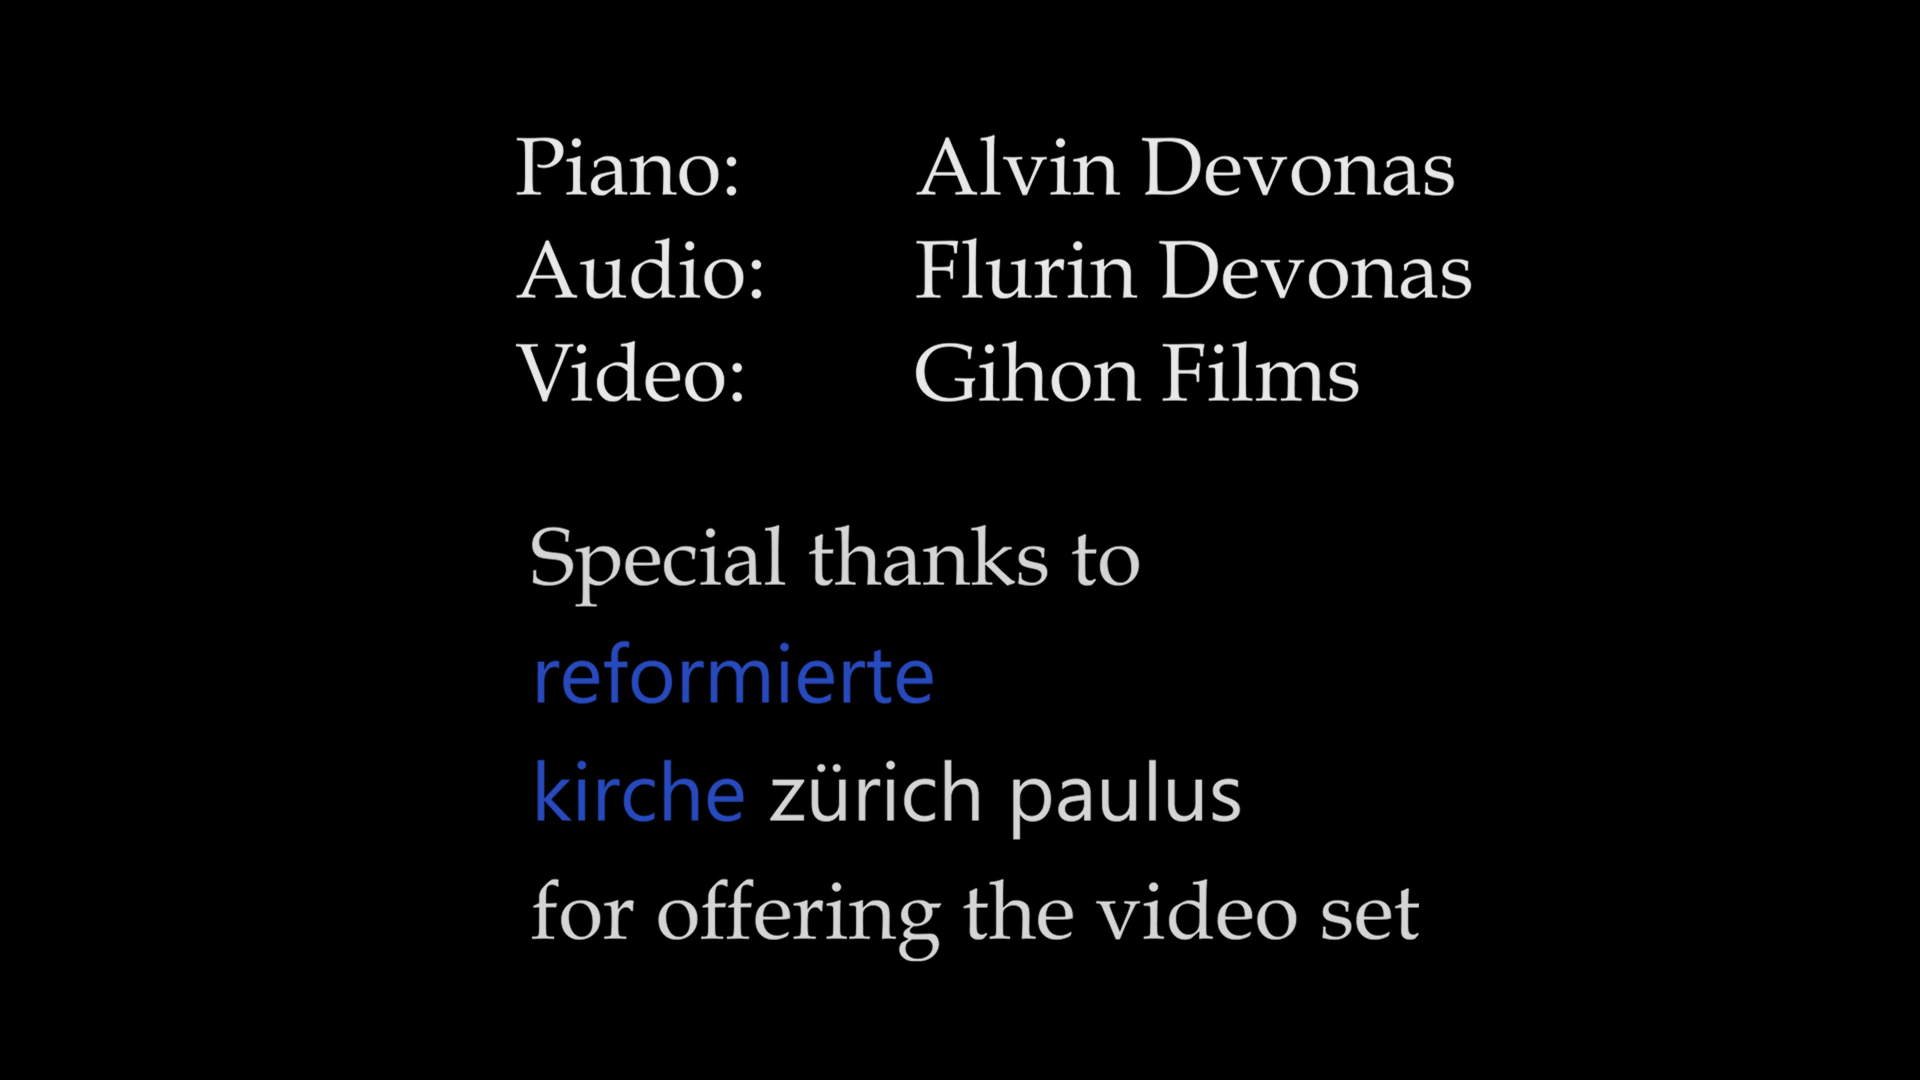 Piano: Alvin Devonas
Audio: Flurin Devonas
Video: Gihon Films
Special thanks to
reformierte
kirche zürich paulus
for offering the video set